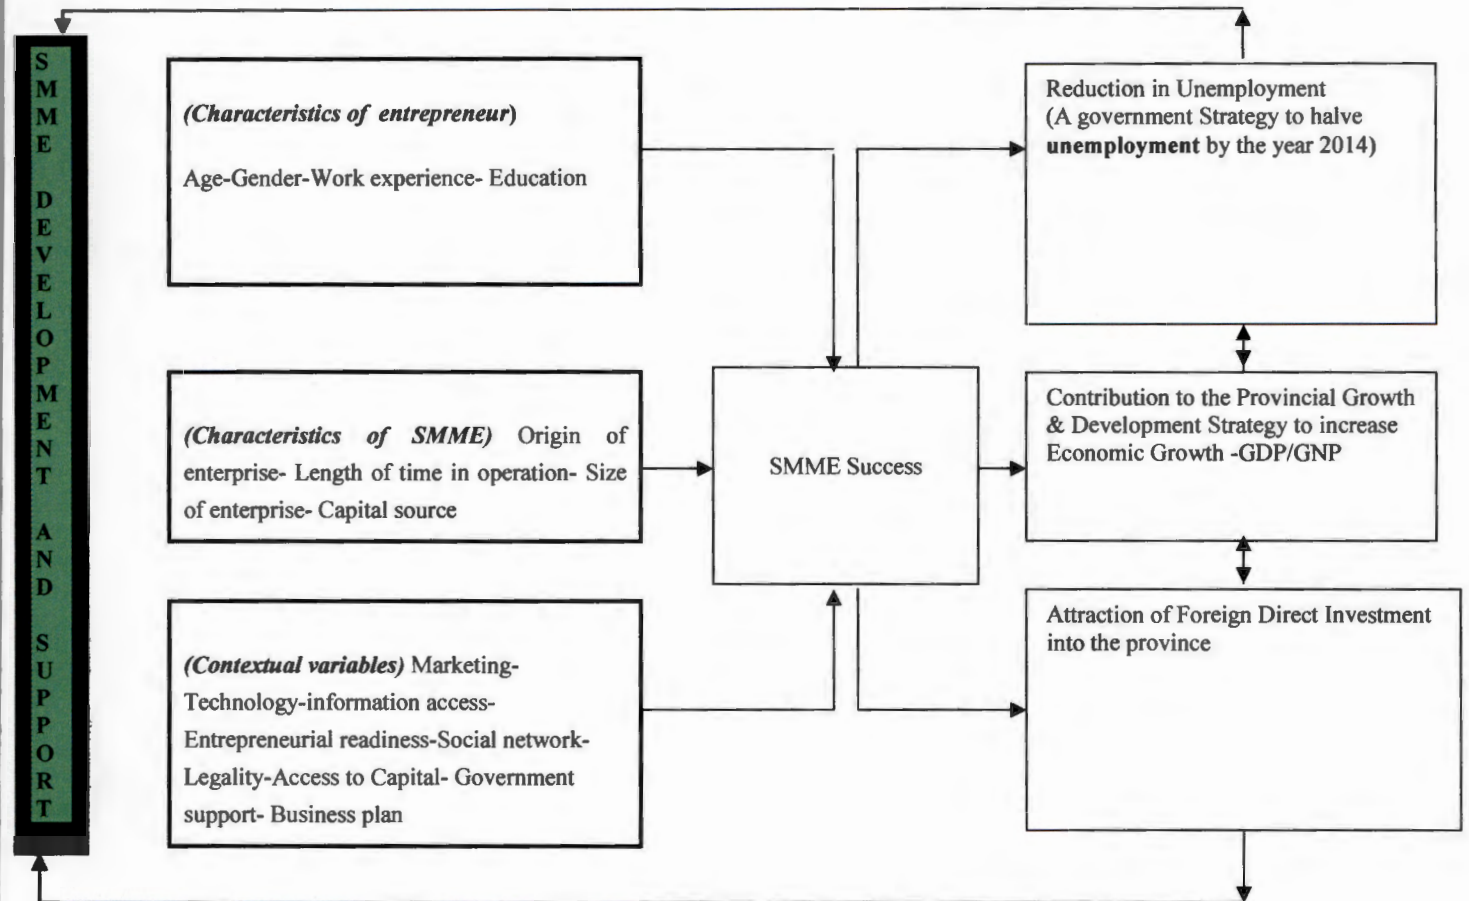 SMME DEVELOPMENT AND SUPPORT
(Characteristics of entrepreneur)
Age-Gender-Work experience- Education
(Characteristics of SMME) Origin of
enterprise- Length of time in operation- Size
of enterprise- Capital source
(Contextual variables) Marketing-
Technology-information access-
Entrepreneurial readiness-Social network-
Legality-Access to Capital- Government
support- Business plan
SMME Success
Reduction in Unemployment
(A government Strategy to halve
unemployment by the year 2014)
Contribution to the Provincial Growth
& Development Strategy to increase
Economic Growth -GDP/GNP
Attraction of Foreign Direct Investment
into the province